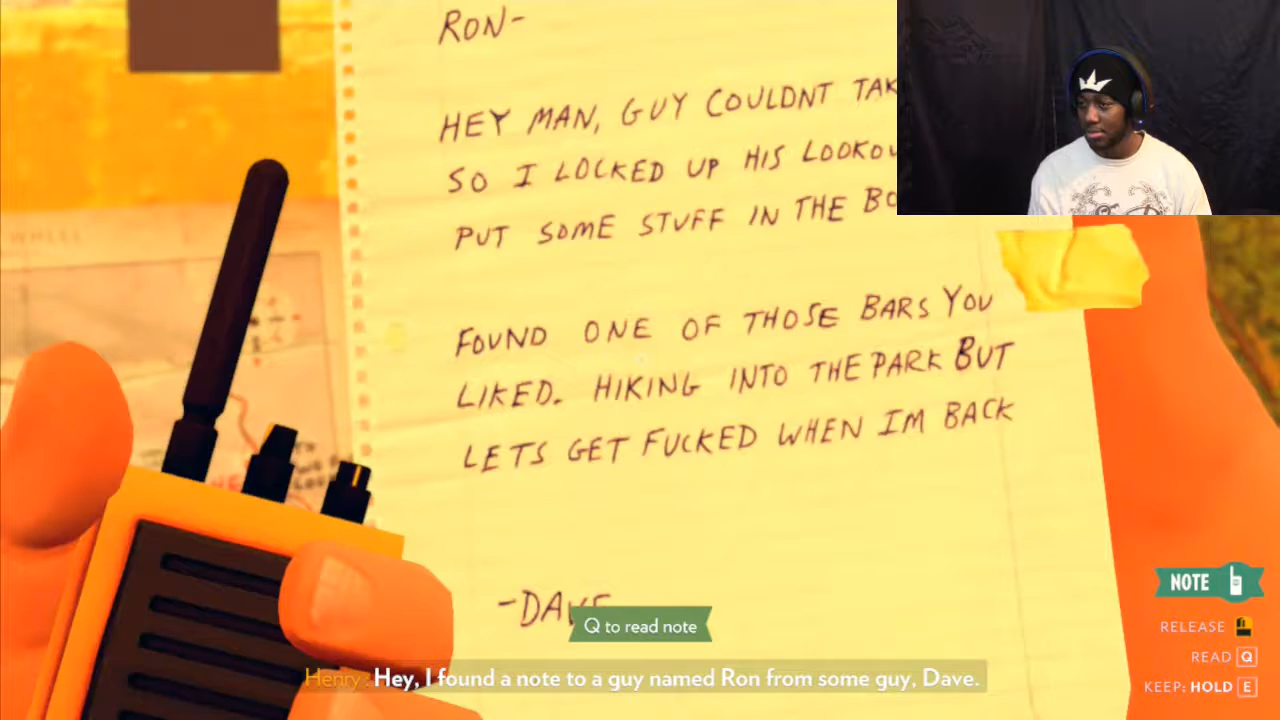 RON-
HEY MAN, GUY COULDNT
SO I LOCKED UP HIS
PUT SOME STUFF IN THE
FOUND ONE OF THOSE BARS YOU
LIKED. HIKING INTO THE PARK BUT
LETS GET FUCKED WHEN IM BACK
-DAVE
Q to read note
Henry: Hey, I found a note to a guy named Ron from some guy, Dave.
NOTE
RELEASE
READ Q
KEEP: HOLD E